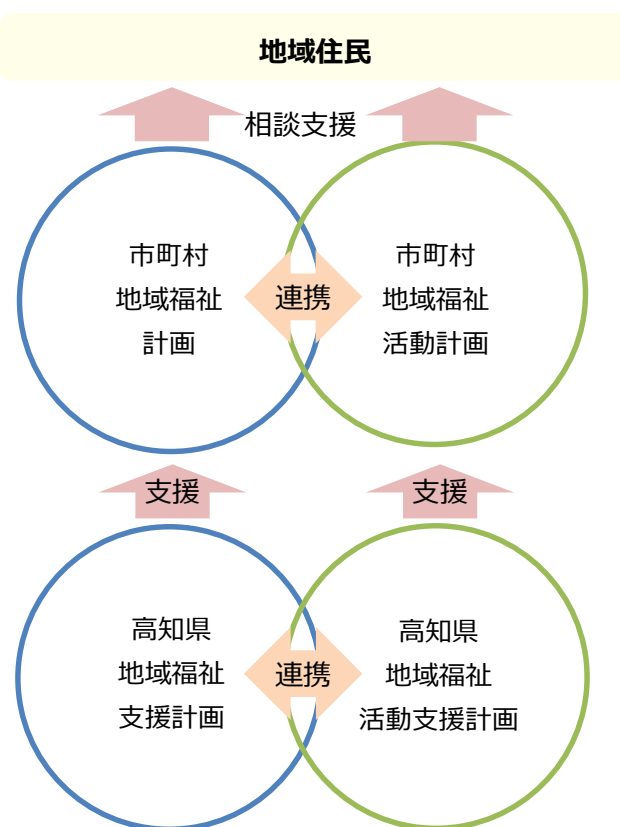 地域住民
相談支援
市町村
地域福祉
計画
連携
市町村
地域福祉
活動計画
支援
支援
高知県
地域福祉
支援計画
連携
高知県
地域福祉
活動支援計画